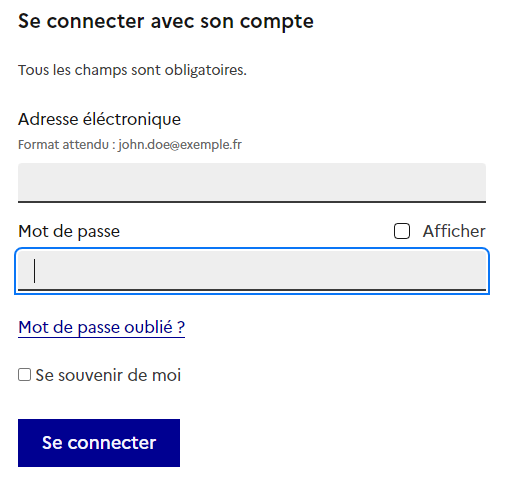 Se connecter avec son compte
Tous les champs sont obligatoires.
Adresse éléctronique
Format attendu : john.doe@exemple.fr
Mot de passe
Afficher
Mot de passe oublié ?
Se souvenir de moi
Se connecter